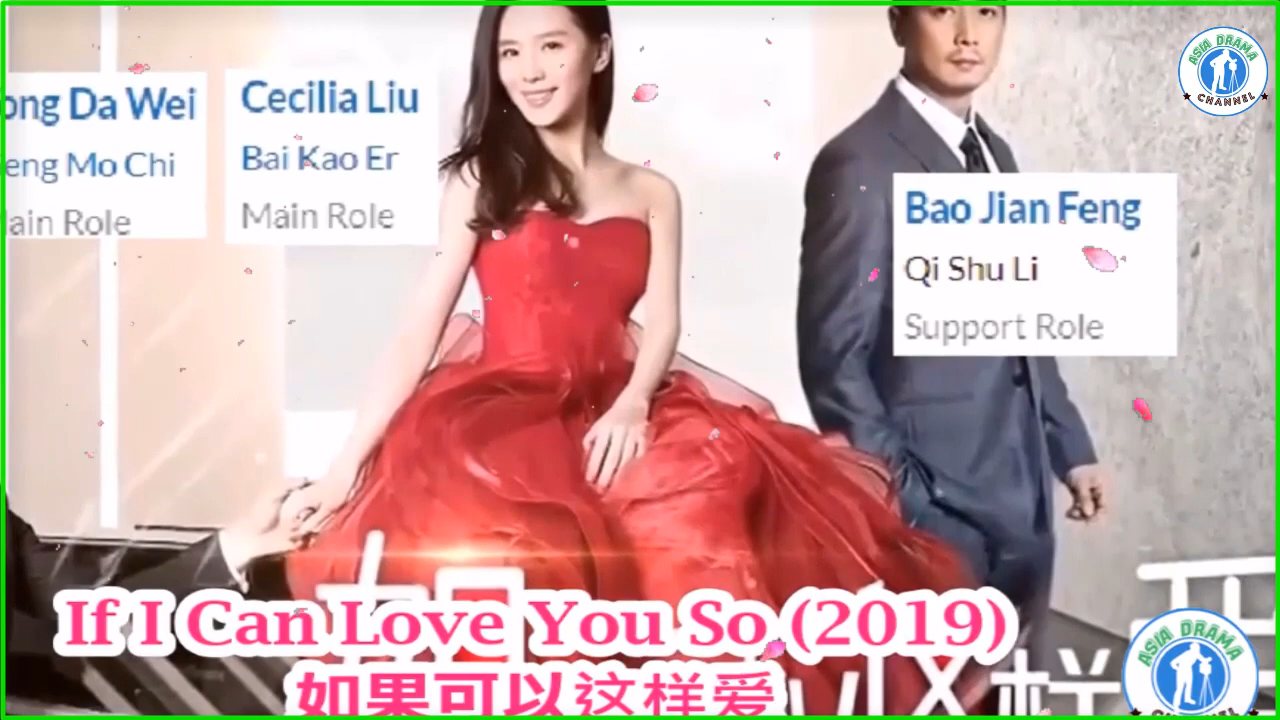 ong Da Wei
eng Mo Chi
ain Role
Cecilia Liu
Bai Kao Er
Main Role
Bao Jian Feng
Qi Shu Li
Support Role
ASIA DRAMA
CHANNEL
If I Can Love You So (2019)
如果可以这样爱
ASIA DRAMA
CHANNEL